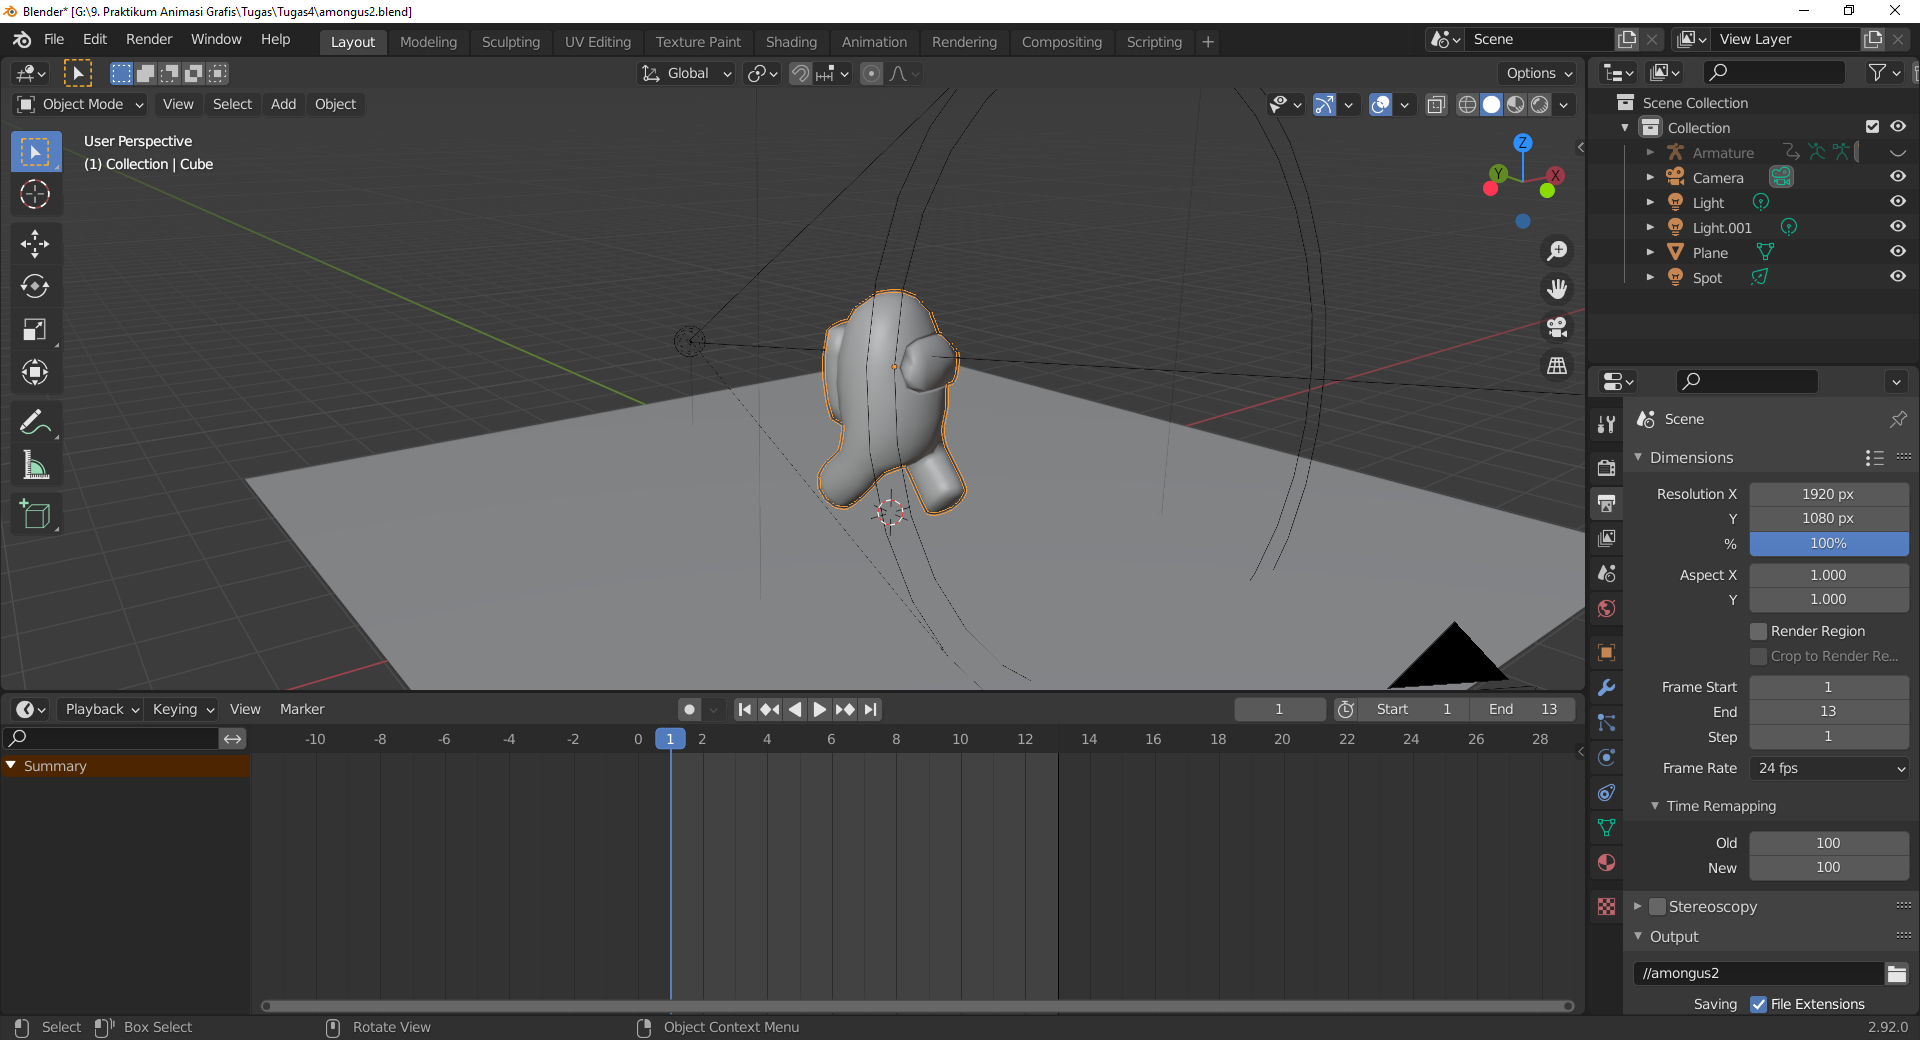 Blender* [G:\9. Praktikum Animasi Grafis\Tugas\Tugas4\amongus2.blend]
File Edit Render Window Help Layout Modeling Sculpting UV Editing Texture Paint Shading Animation Rendering Compositing Scripting + Scene View Layer
Global Options
Object Mode View Select Add Object
User Perspective
(1) Collection | Cube
Z
Y X
Scene Collection
Collection
Armature
Camera
Light
Light.001
Plane
Spot
Scene
Dimensions
Resolution X 1920 px
Y 1080 px
% 100%
Aspect X 1.000
Y 1.000
Render Region
Crop to Render Re...
Frame Start 1
End 13
Step 1
Frame Rate 24 fps
Time Remapping
Old 100
New 100
Stereoscopy
Output
//amongus2
Saving File Extensions
Playback Keying View Marker 1 Start 1 End 13
-10 -8 -6 -4 -2 0 1 2 4 6 8 10 12 14 16 18 20 22 24 26 28
Summary
Select Box Select Rotate View Object Context Menu 2.92.0